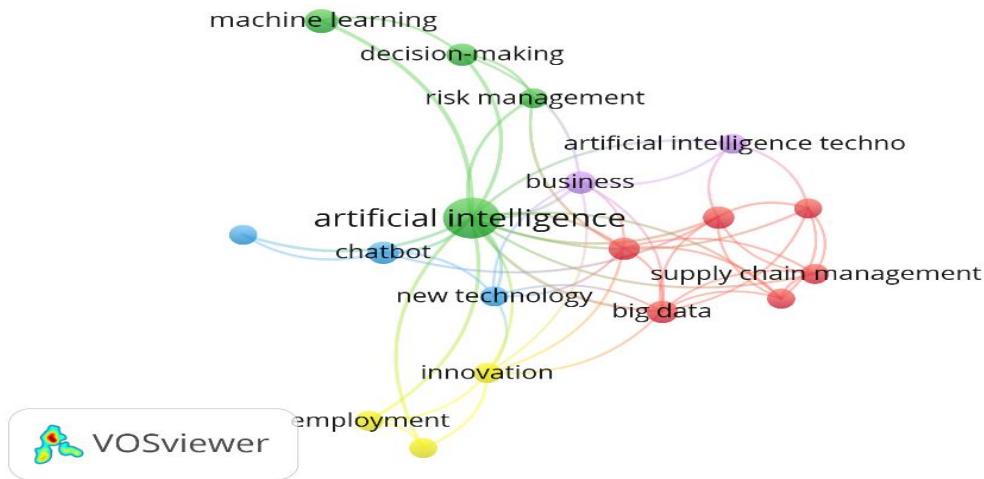 machine learning
decision-making
risk management
artificial intelligence techno
business
artificial intelligence
chatbot
supply chain management
new technology
big data
innovation
employment
VOSviewer